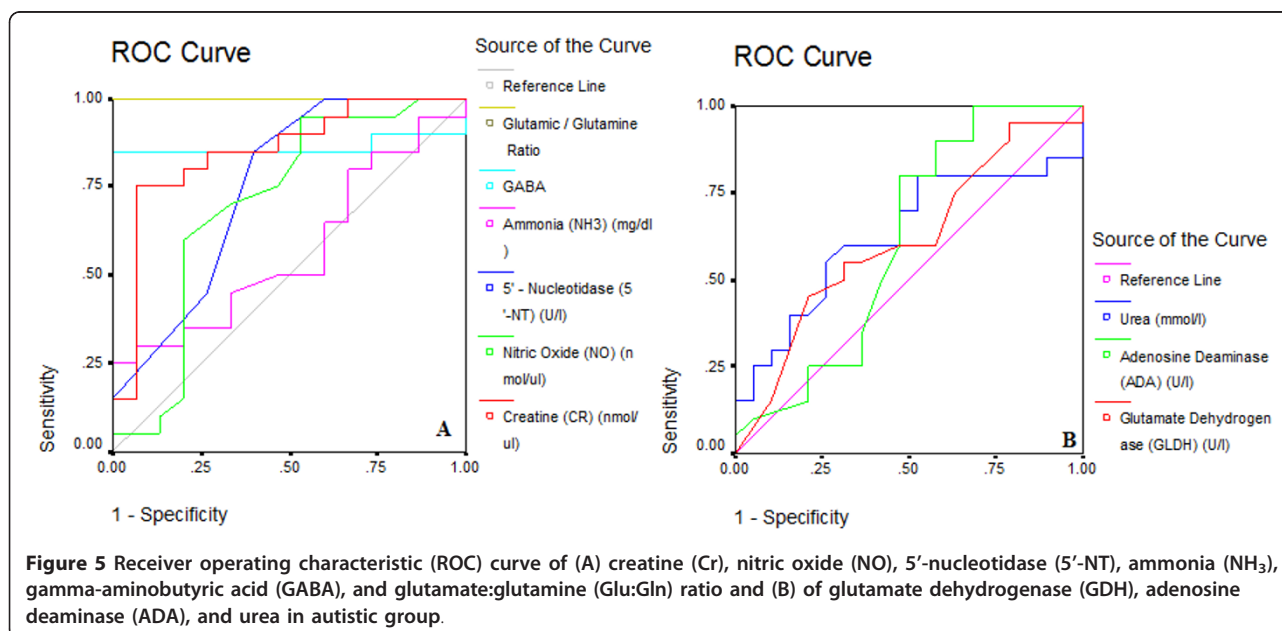 ROC Curve
Source of the Curve
Reference Line
Glutamic / Glutamine
Ratio
GABA
Ammonia (NH3) (mg/dl
)
5' - Nucleotidase (5
'-NT) (U/l)
Nitric Oxide (NO) (n
mol/ul)
Creatine (CR) (nmol/
ul)
Sensitivity
1.00
.75
.50
.25
0.00
0.00
.25
.50
.75
1.00
A
1 - Specificity
ROC Curve
Source of the Curve
Reference Line
Urea (mmol/l)
Adenosine Deaminase
(ADA) (U/l)
Glutamate Dehydrogen
ase (GLDH) (U/l)
Sensitivity
1.00
.75
.50
.25
0.00
0.00
.25
.50
.75
1.00
B
1 - Specificity
Figure 5 Receiver operating characteristic (ROC) curve of (A) creatine (Cr), nitric oxide (NO), 5′-nucleotidase (5′-NT), ammonia (NH₃),
gamma-aminobutyric acid (GABA), and glutamate:glutamine (Glu:Gln) ratio and (B) of glutamate dehydrogenase (GDH), adenosine
deaminase (ADA), and urea in autistic group.